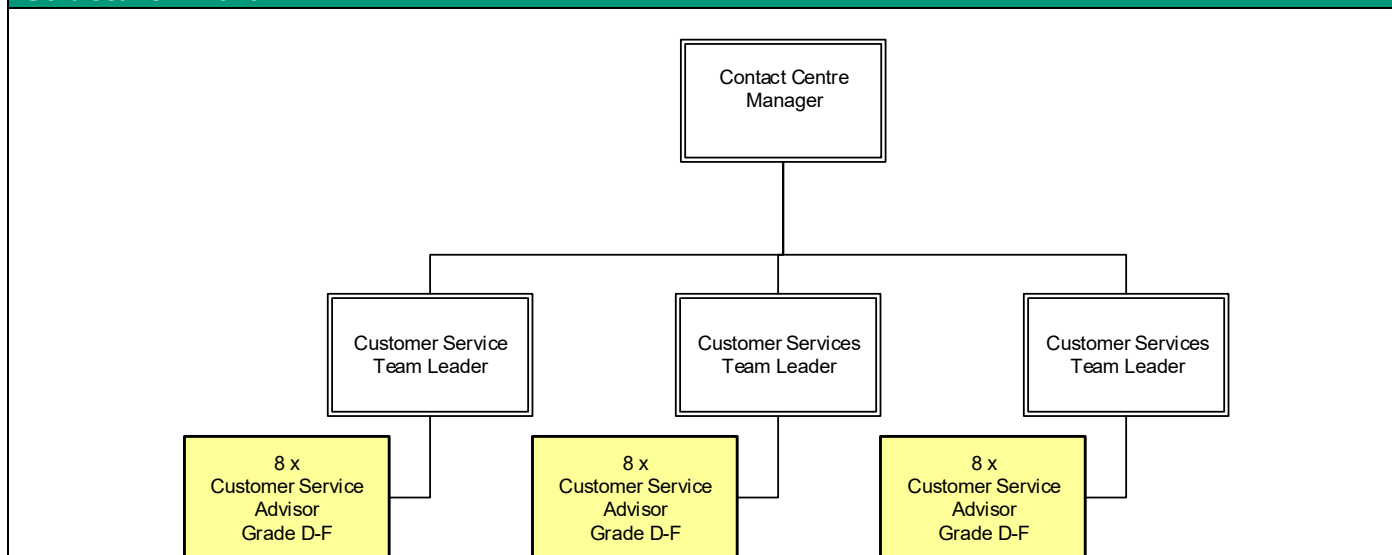 Contact Centre
Manager
Customer Service
Team Leader
Customer Services
Team Leader
Customer Services
Team Leader
8 x
Customer Service
Advisor
Grade D-F
8 x
Customer Service
Advisor
Grade D-F
8 x
Customer Service
Advisor
Grade D-F